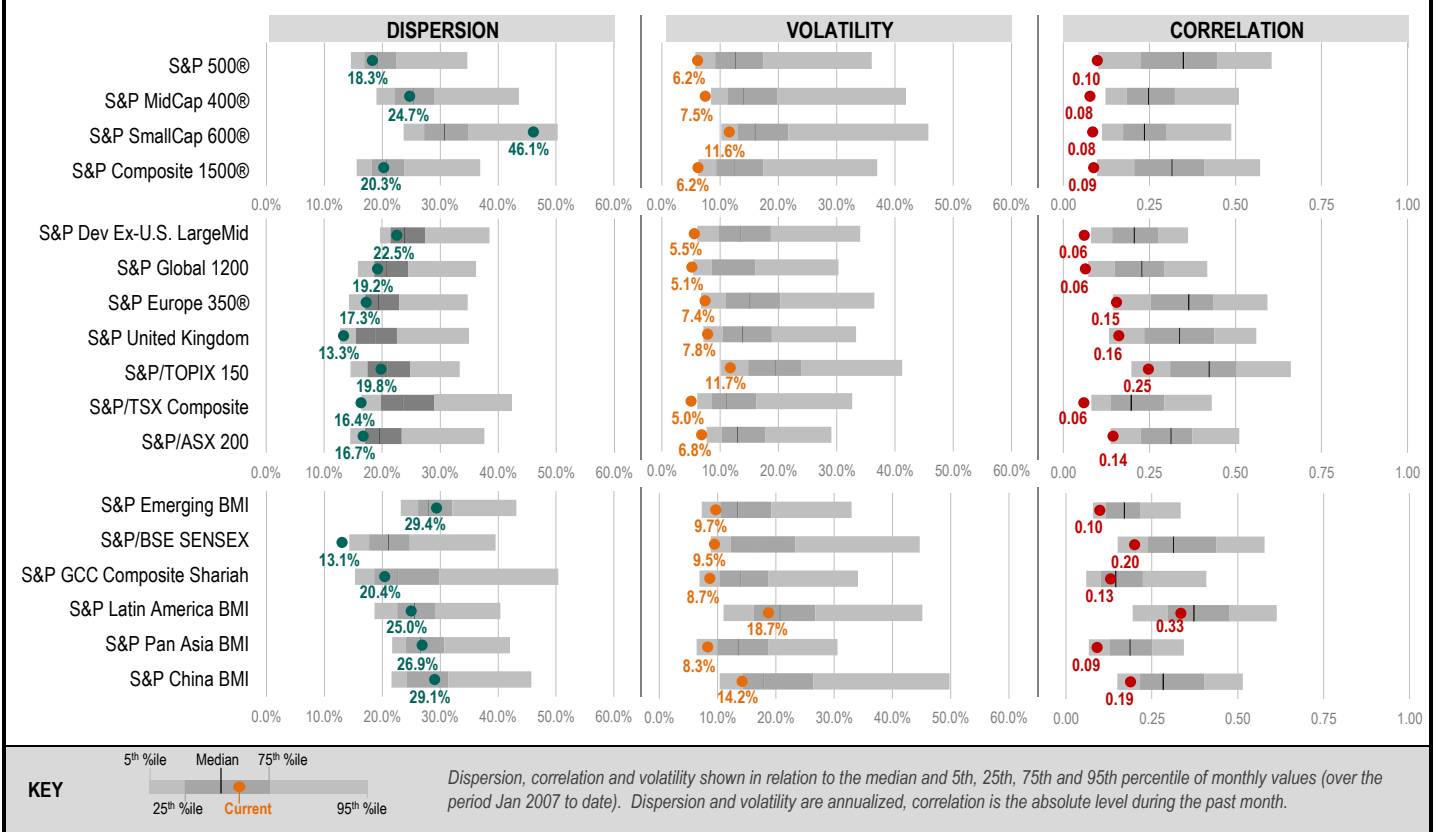 DISPERSION VOLATILITY CORRELATION
S&P 500®
18.3% 6.2% 0.10
S&P MidCap 400®
24.7% 7.5% 0.08
S&P SmallCap 600®
46.1% 11.6% 0.08
S&P Composite 1500®
20.3% 6.2% 0.09
0.0% 10.0% 20.0% 30.0% 40.0% 50.0% 60.0% 0.0% 10.0% 20.0% 30.0% 40.0% 50.0% 60.0% 0.00 0.25 0.50 0.75 1.00
S&P Dev Ex-U.S. LargeMid
22.5% 5.5% 0.06
S&P Global 1200
19.2% 5.1% 0.06
S&P Europe 350®
17.3% 7.4% 0.15
S&P United Kingdom
13.3% 7.8% 0.16
S&P/TOPIX 150
19.8% 11.7% 0.25
S&P/TSX Composite
16.4% 5.0% 0.06
S&P/ASX 200
16.7% 6.8% 0.14
0.0% 10.0% 20.0% 30.0% 40.0% 50.0% 60.0% 0.0% 10.0% 20.0% 30.0% 40.0% 50.0% 60.0% 0.00 0.25 0.50 0.75 1.00
S&P Emerging BMI
29.4% 9.7% 0.10
S&P/BSE SENSEX
13.1% 9.5% 0.20
S&P GCC Composite Shariah
20.4% 8.7% 0.13
S&P Latin America BMI
25.0% 18.7% 0.33
S&P Pan Asia BMI
26.9% 8.3% 0.09
S&P China BMI
29.1% 14.2% 0.19
0.0% 10.0% 20.0% 30.0% 40.0% 50.0% 60.0% 0.0% 10.0% 20.0% 30.0% 40.0% 50.0% 60.0% 0.00 0.25 0.50 0.75 1.00
KEY
5th %ile Median 75th %ile
25th %ile Current 95th %ile
Dispersion, correlation and volatility shown in relation to the median and 5th, 25th, 75th and 95th percentile of monthly values (over the
period Jan 2007 to date). Dispersion and volatility are annualized, correlation is the absolute level during the past month.